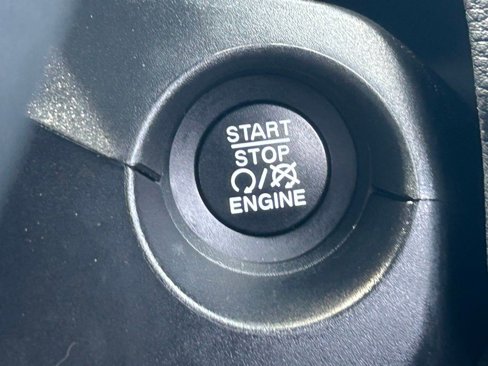 START
STOP
/
ENGINE